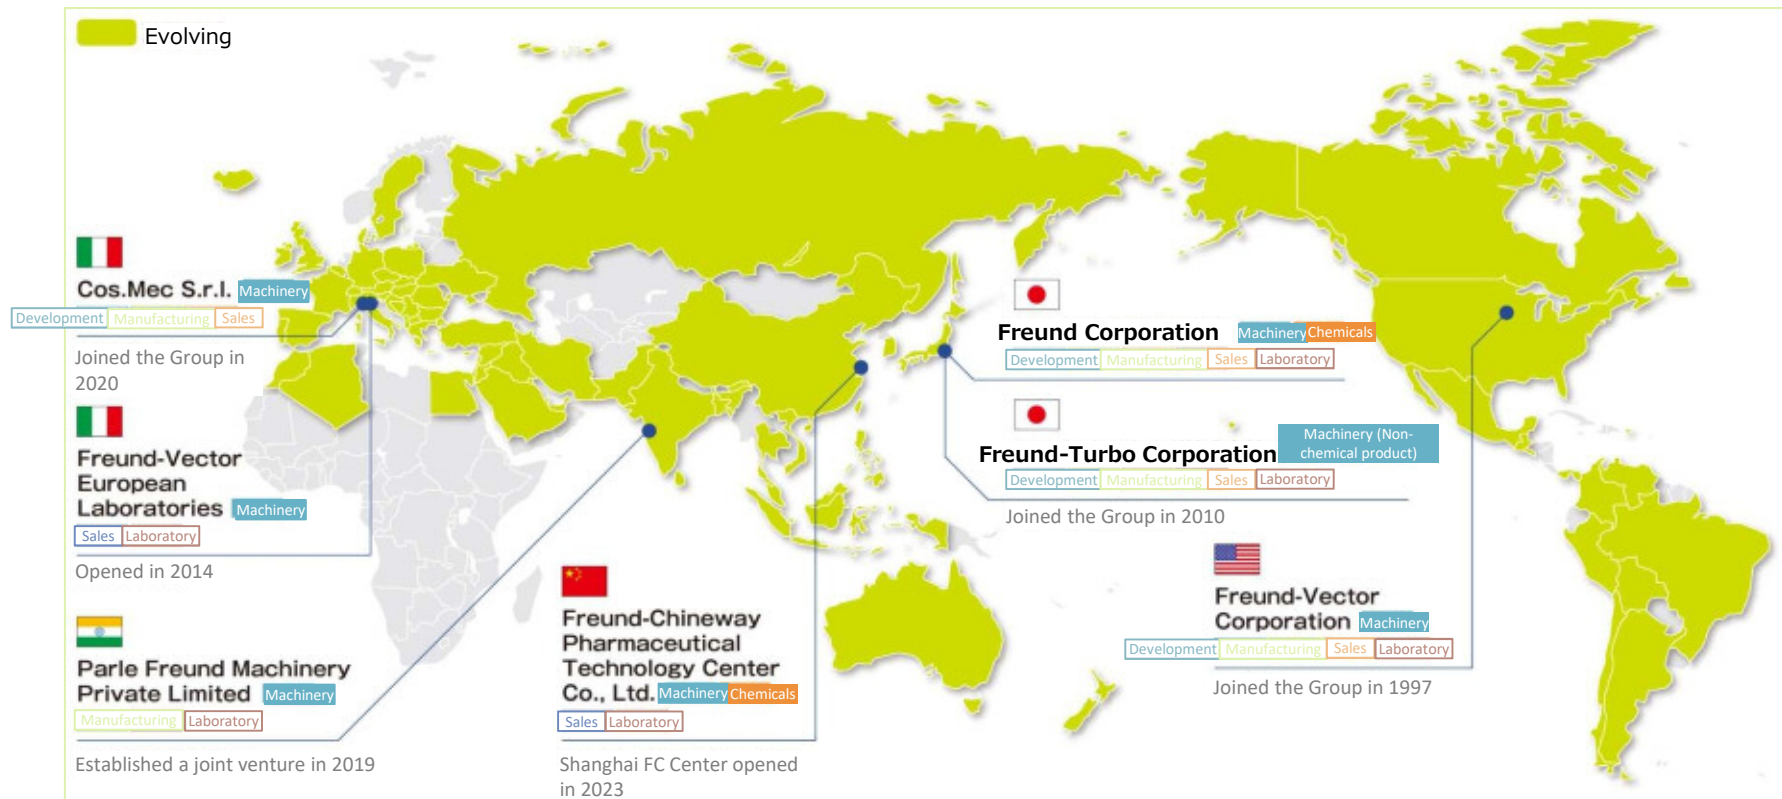 Evolving
Cos.Mec S.r.l. Machinery
Development Manufacturing Sales
Joined the Group in
2020
Freund-Vector
European
Laboratories Machinery
Sales Laboratory
Opened in 2014
Parle Freund Machinery
Private Limited Machinery
Manufacturing Laboratory
Established a joint venture in 2019
Freund-Chineway
Pharmaceutical
Technology Center
Co., Ltd. Machinery Chemicals
Sales Laboratory
Shanghai FC Center opened
in 2023
Freund Corporation Machinery Chemicals
Development Manufacturing Sales Laboratory
Freund-Turbo Corporation
Machinery (Non-
chemical product)
Development Manufacturing Sales Laboratory
Joined the Group in 2010
Freund-Vector
Corporation Machinery
Development Manufacturing Sales Laboratory
Joined the Group in 1997